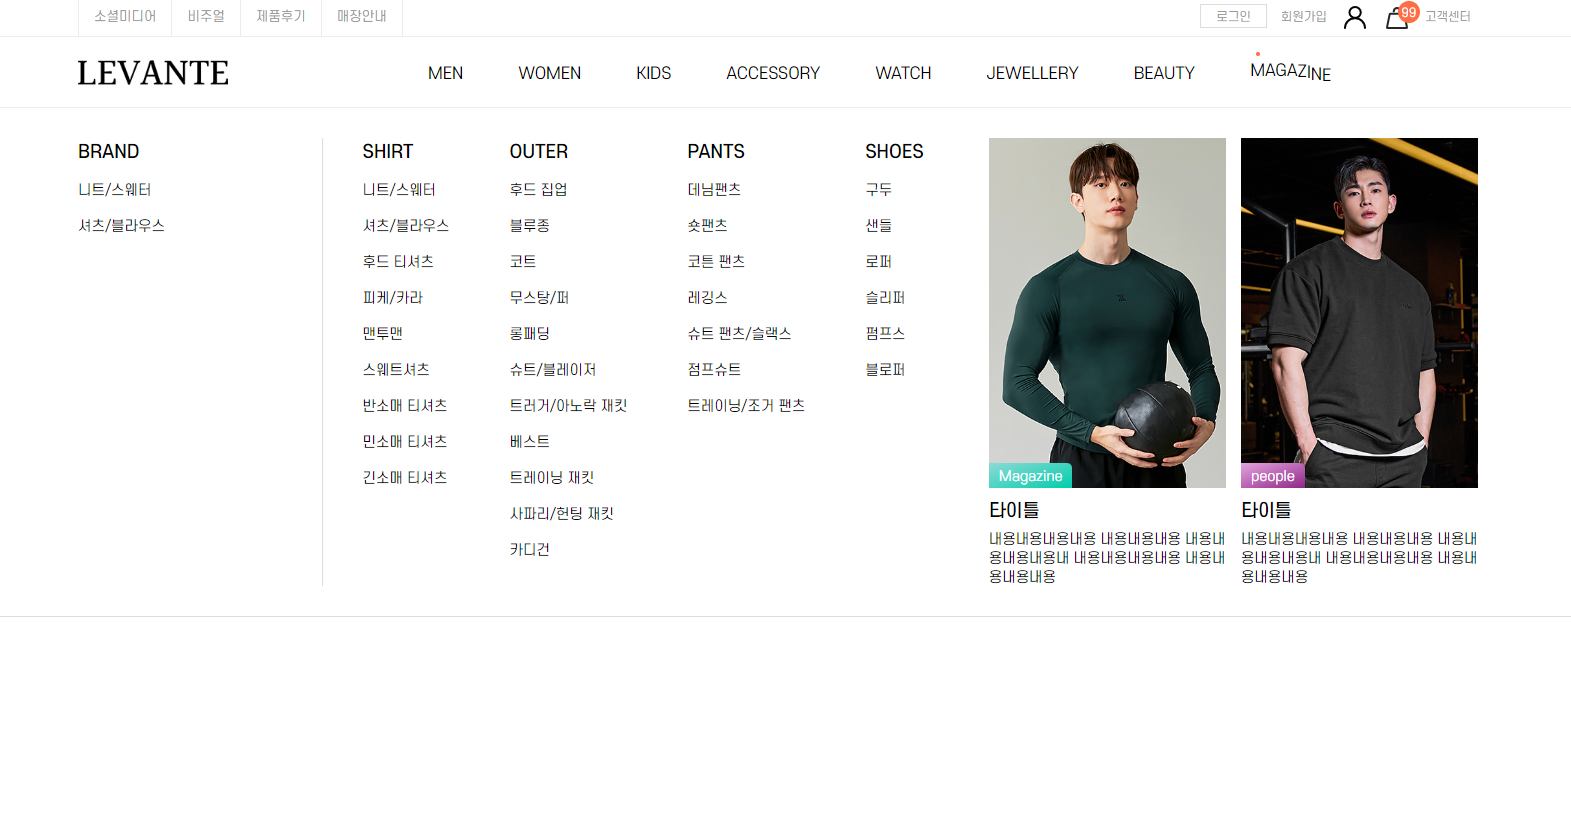 소셜미디어 비주얼 제품후기 매장안내 로그인 회원가입 99 고객센터
LEVANTE MEN WOMEN KIDS ACCESSORY WATCH JEWELLERY BEAUTY MAGAZINE
BRAND
니트/스웨터
셔츠/블라우스
SHIRT
니트/스웨터
셔츠/블라우스
후드 티셔츠
피케/카라
맨투맨
스웨트셔츠
반소매 티셔츠
민소매 티셔츠
긴소매 티셔츠
OUTER
후드 집업
블루종
코트
무스탕/퍼
롱패딩
슈트/블레이저
트러거/아노락 재킷
베스트
트레이닝 재킷
사파리/헌팅 재킷
카디건
PANTS
데님팬츠
숏팬츠
코튼 팬츠
레깅스
슈트 팬츠/슬랙스
점프슈트
트레이닝/조거 팬츠
SHOES
구두
샌들
로퍼
슬리퍼
펌프스
블로퍼
Magazine
타이틀
내용내용내용내용 내용내용내용 내용내
용내용내용내 내용내용내용내용 내용내
용내용내용
people
타이틀
내용내용내용내용 내용내용내용 내용내
용내용내용내 내용내용내용내용 내용내
용내용내용